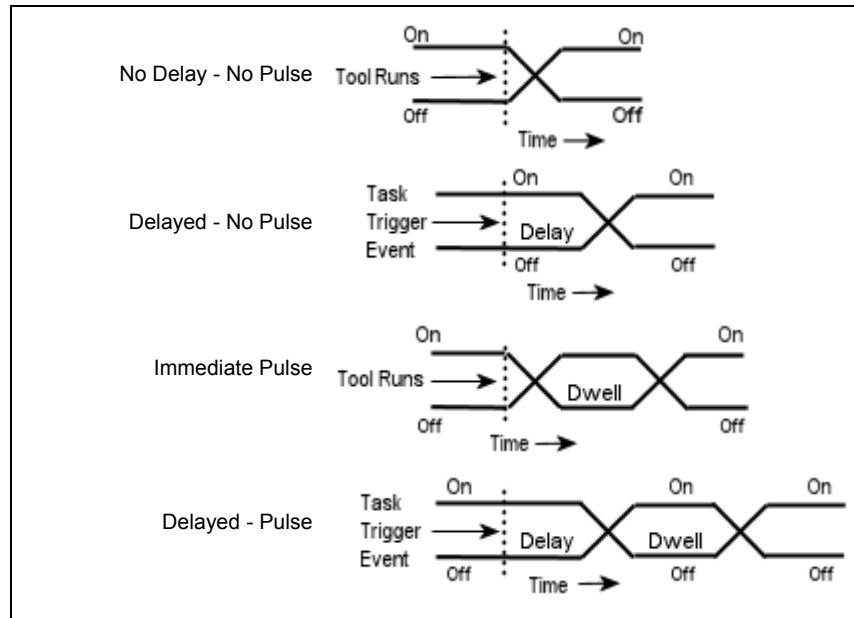 On On
No Delay - No Pulse Tool Runs
Off Off
Time
Task On On
Delayed - No Pulse Trigger
Delay
Event Off Off
Time
On On
Immediate Pulse Tool Runs
Dwell
Off Off
Time
Task On On On
Delayed - Pulse Trigger
Delay Dwell
Event
Off Off Off
Time